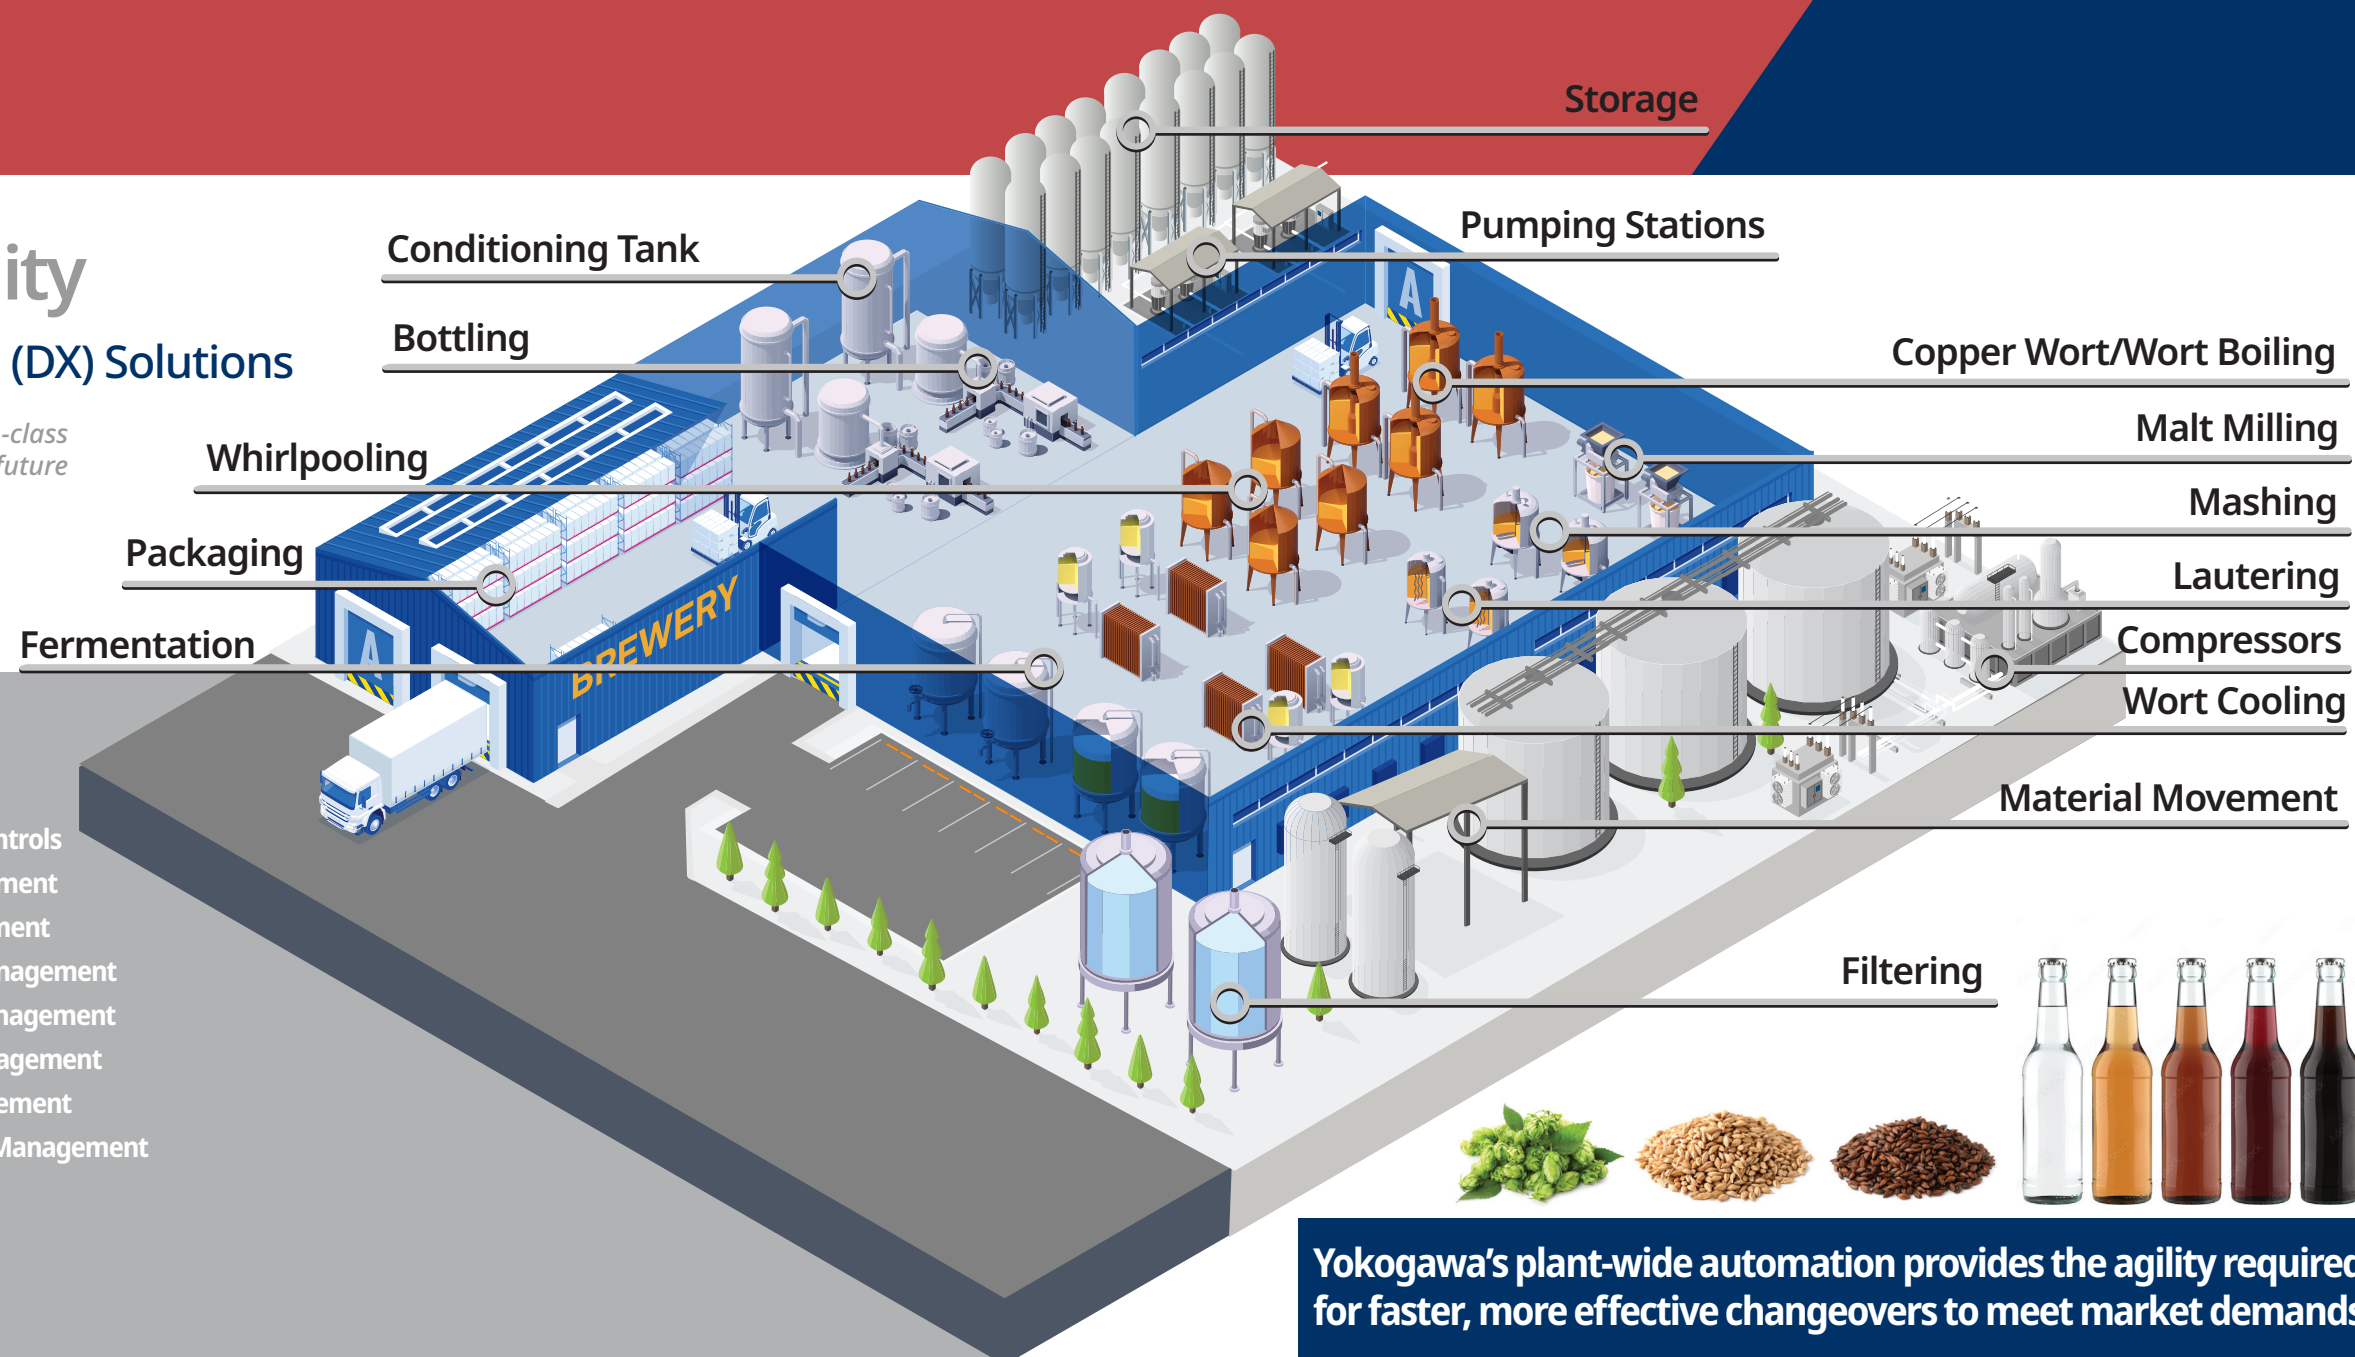 Storage
Pumping Stations
Conditioning Tank
ity
Bottling
(DX) Solutions
Copper Wort/Wort Boiling
-class
Malt Milling
future
Whirlpooling
Mashing
Packaging
Lautering
Fermentation
Compressors
Wort Cooling
Material Movement
A
A
BREWERY
ntrols
ment
ment
nagement
nagement
agement
ement
Management
Filtering
Yokogawa's plant-wide automation provides the agility required
for faster, more effective changeovers to meet market demands